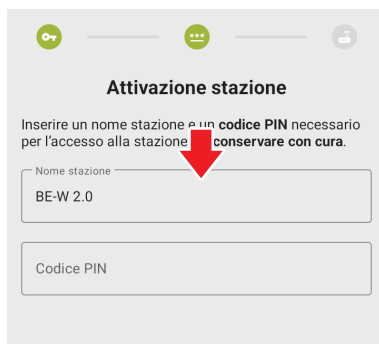 Attivazione stazione
Inserire un nome stazione e un codice PIN necessario
per l'accesso alla stazione conservare con cura.
Nome stazione
BE-W 2.0
Codice PIN